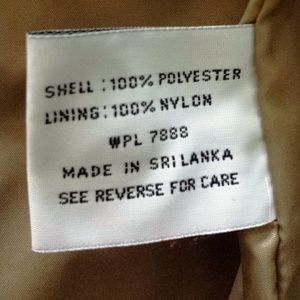 SHELL : 100% POLYESTER
LINING : 100% NYLON
WPL 7888
MADE IN SRI LANKA
SEE REVERSE FOR CARE